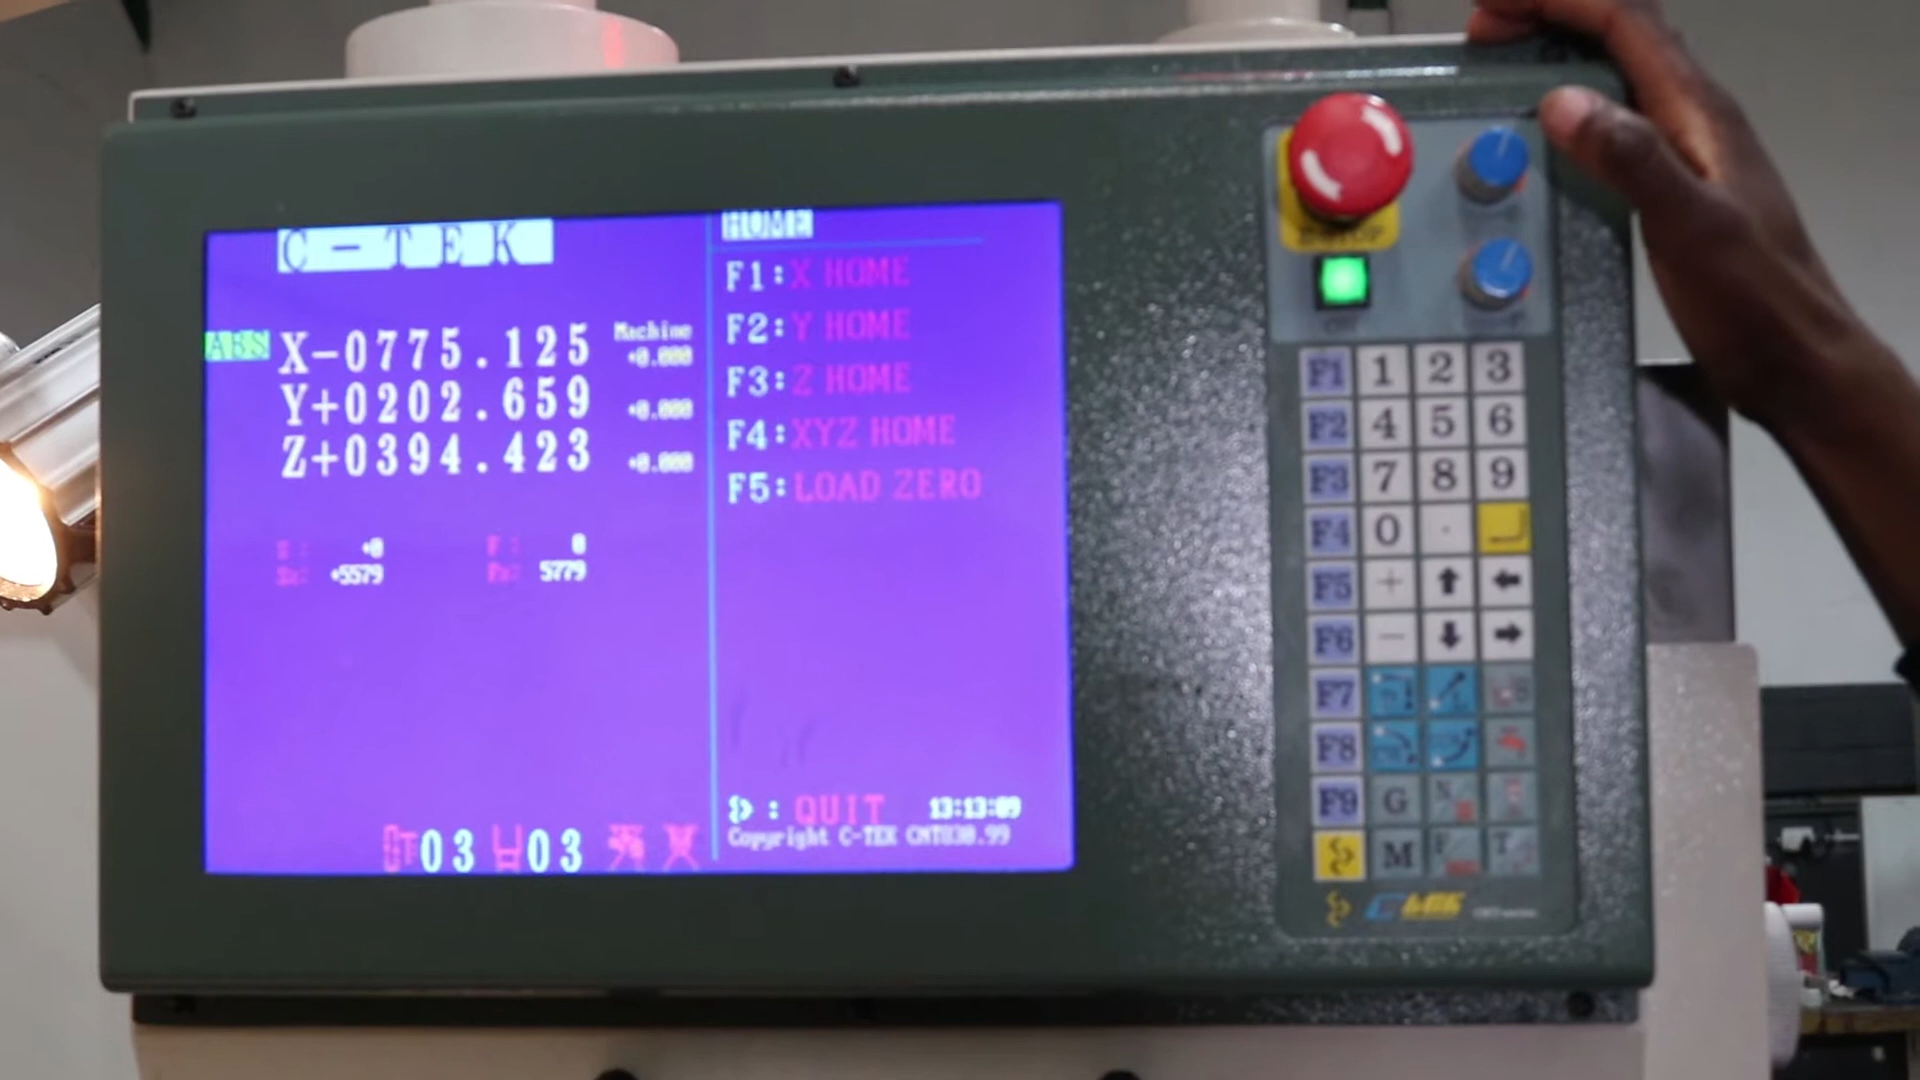 C-TEK
HOME
F1: X HOME
F2: Y HOME
F3: Z HOME
F4: XYZ HOME
F5: LOAD ZERO
ABS
X-0775.125
Y+0202.659
Z+0394.423
Machine
+0.000
+0.000
+0.000
+0
+5579
F: 0
5779
T03
03
: QUIT 13:13:09
Copyright C-TEK
F1 1 2 3
F2 4 5 6
F3 7 8 9
F4 0 .
F5 +
F6 -
F7
F8
F9 G
M